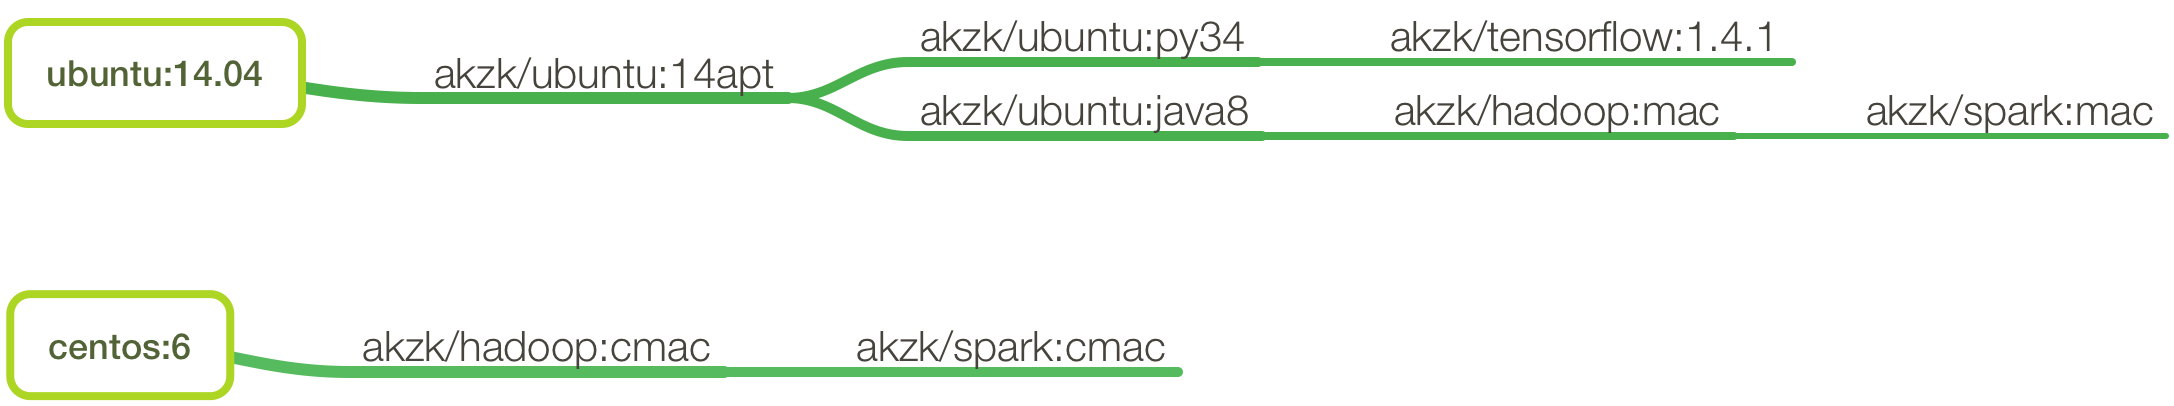 ubuntu:14.04
akzk/ubuntu:14apt
akzk/ubuntu:py34
akzk/tensorflow:1.4.1
akzk/ubuntu:java8
akzk/hadoop:mac
akzk/spark:mac
centos:6
akzk/hadoop:cmac
akzk/spark:cmac